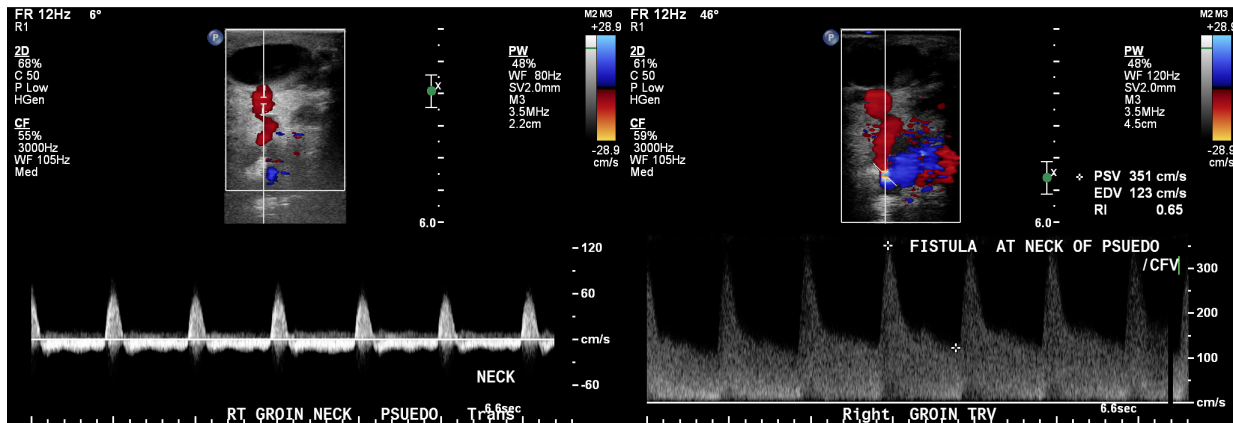 FR 12Hz 6°
R1
M2 M3
+28.9
P
2D
68%
C 50
P Low
HGen
CF
55%
3000Hz
WF 105Hz
Med
PW
48%
WF 80Hz
SV2.0mm
M3
3.5MHz
2.2cm
X
-28.9
cm/s
6.0
120
60
cm/s
-60
NECK
6.6sec
RT GROIN NECK PSUEDO Trans
FR 12Hz 46°
R1
M2 M3
+28.9
P
2D
61%
C 50
P Low
HGen
CF
59%
3000Hz
WF 105Hz
Med
PW
48%
WF 120Hz
SV2.0mm
M3
3.5MHz
4.5cm
X
-28.9
cm/s
PSV 351 cm/s
EDV 123 cm/s
RI 0.65
6.0
FISTULA AT NECK OF PSUEDO
/CFV
300
200
100
cm/s
6.6sec
Right GROIN TRV